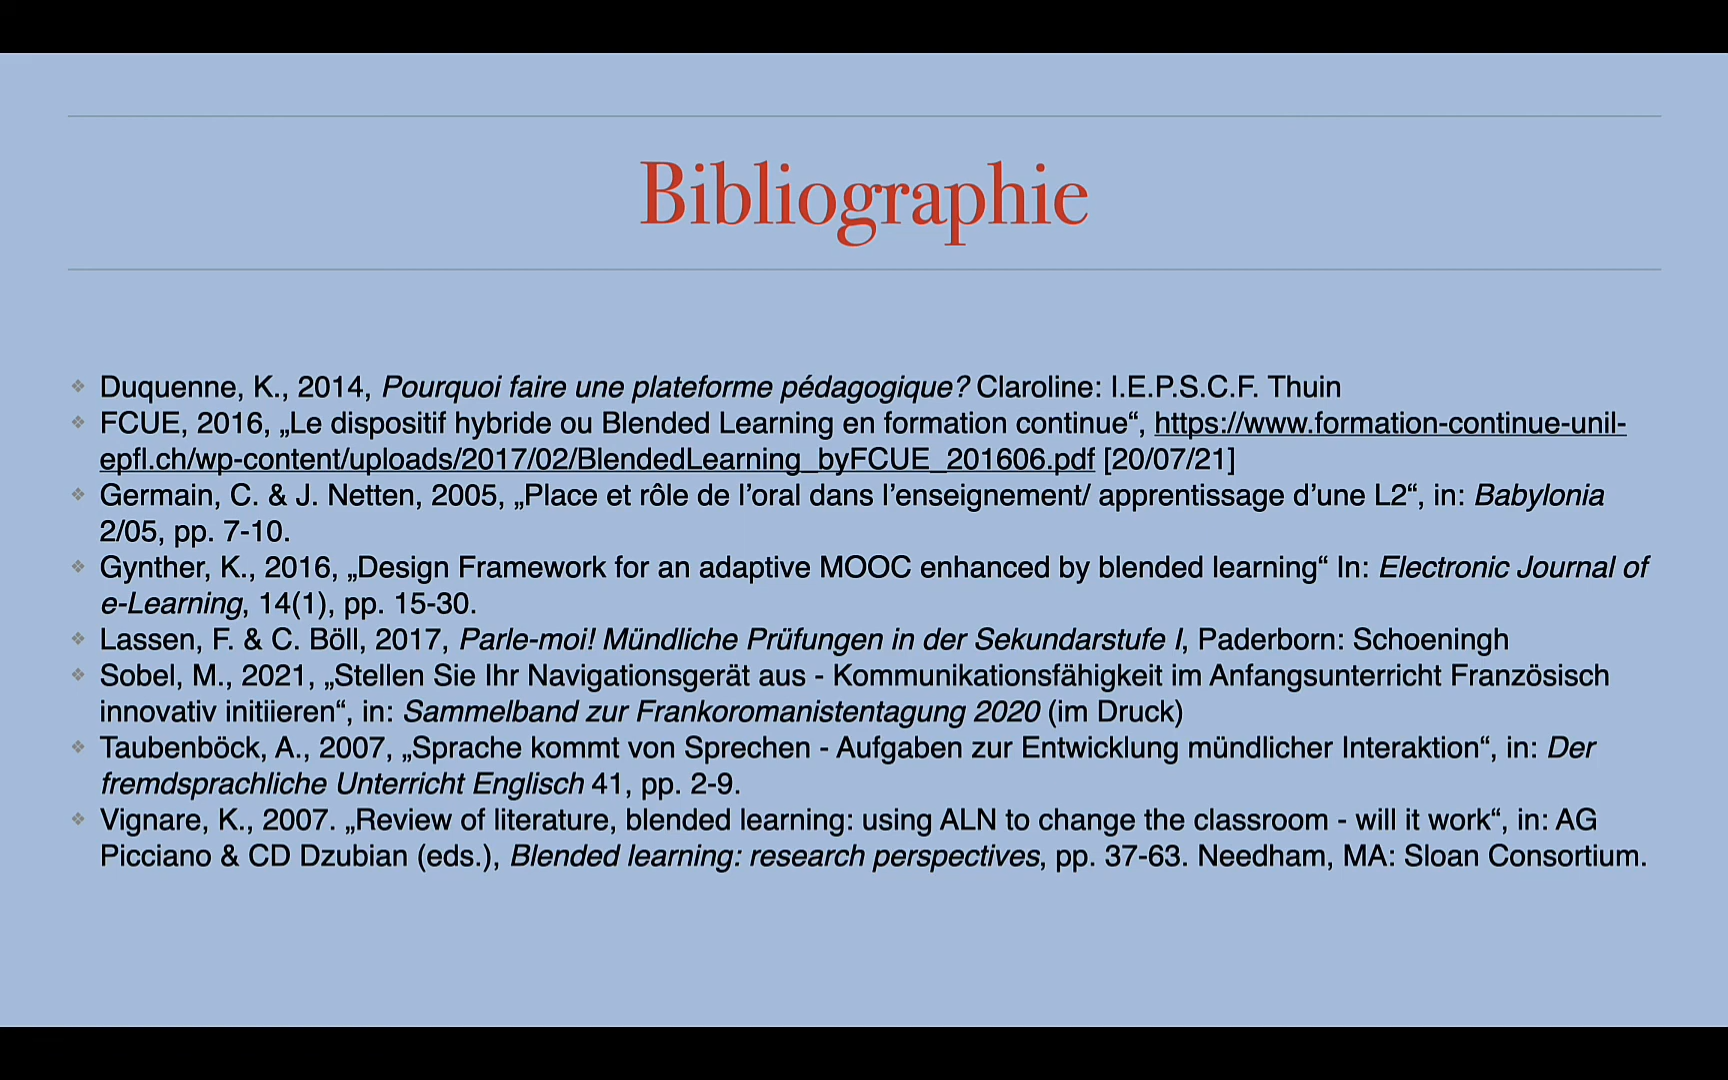 Bibliographie
Duquenne, K., 2014, Pourquoi faire une plateforme pédagogique? Claroline: I.E.P.S.C.F. Thuin
FCUE, 2016, „Le dispositif hybride ou Blended Learning en formation continue“, https://www.formation-continue-unil-
epfl.ch/wp-content/uploads/2017/02/BlendedLearning_byFCUE_201606.pdf [20/07/21]
Germain, C. & J. Netten, 2005, „Place et rôle de l’oral dans l’enseignement/ apprentissage d’une L2“, in: Babylonia
2/05, pp. 7-10.
Gynther, K., 2016, „Design Framework for an adaptive MOOC enhanced by blended learning“ In: Electronic Journal of
e-Learning, 14(1), pp. 15-30.
Lassen, F. & C. Böll, 2017, Parle-moi! Mündliche Prüfungen in der Sekundarstufe I, Paderborn: Schoeningh
Sobel, M., 2021, „Stellen Sie Ihr Navigationsgerät aus - Kommunikationsfähigkeit im Anfangsunterricht Französisch
innovativ initiieren“, in: Sammelband zur Frankoromanistentagung 2020 (im Druck)
Taubenböck, A., 2007, „Sprache kommt von Sprechen - Aufgaben zur Entwicklung mündlicher Interaktion“, in: Der
fremdsprachliche Unterricht Englisch 41, pp. 2-9.
Vignare, K., 2007. „Review of literature, blended learning: using ALN to change the classroom - will it work“, in: AG
Picciano & CD Dzubian (eds.), Blended learning: research perspectives, pp. 37-63. Needham, MA: Sloan Consortium.